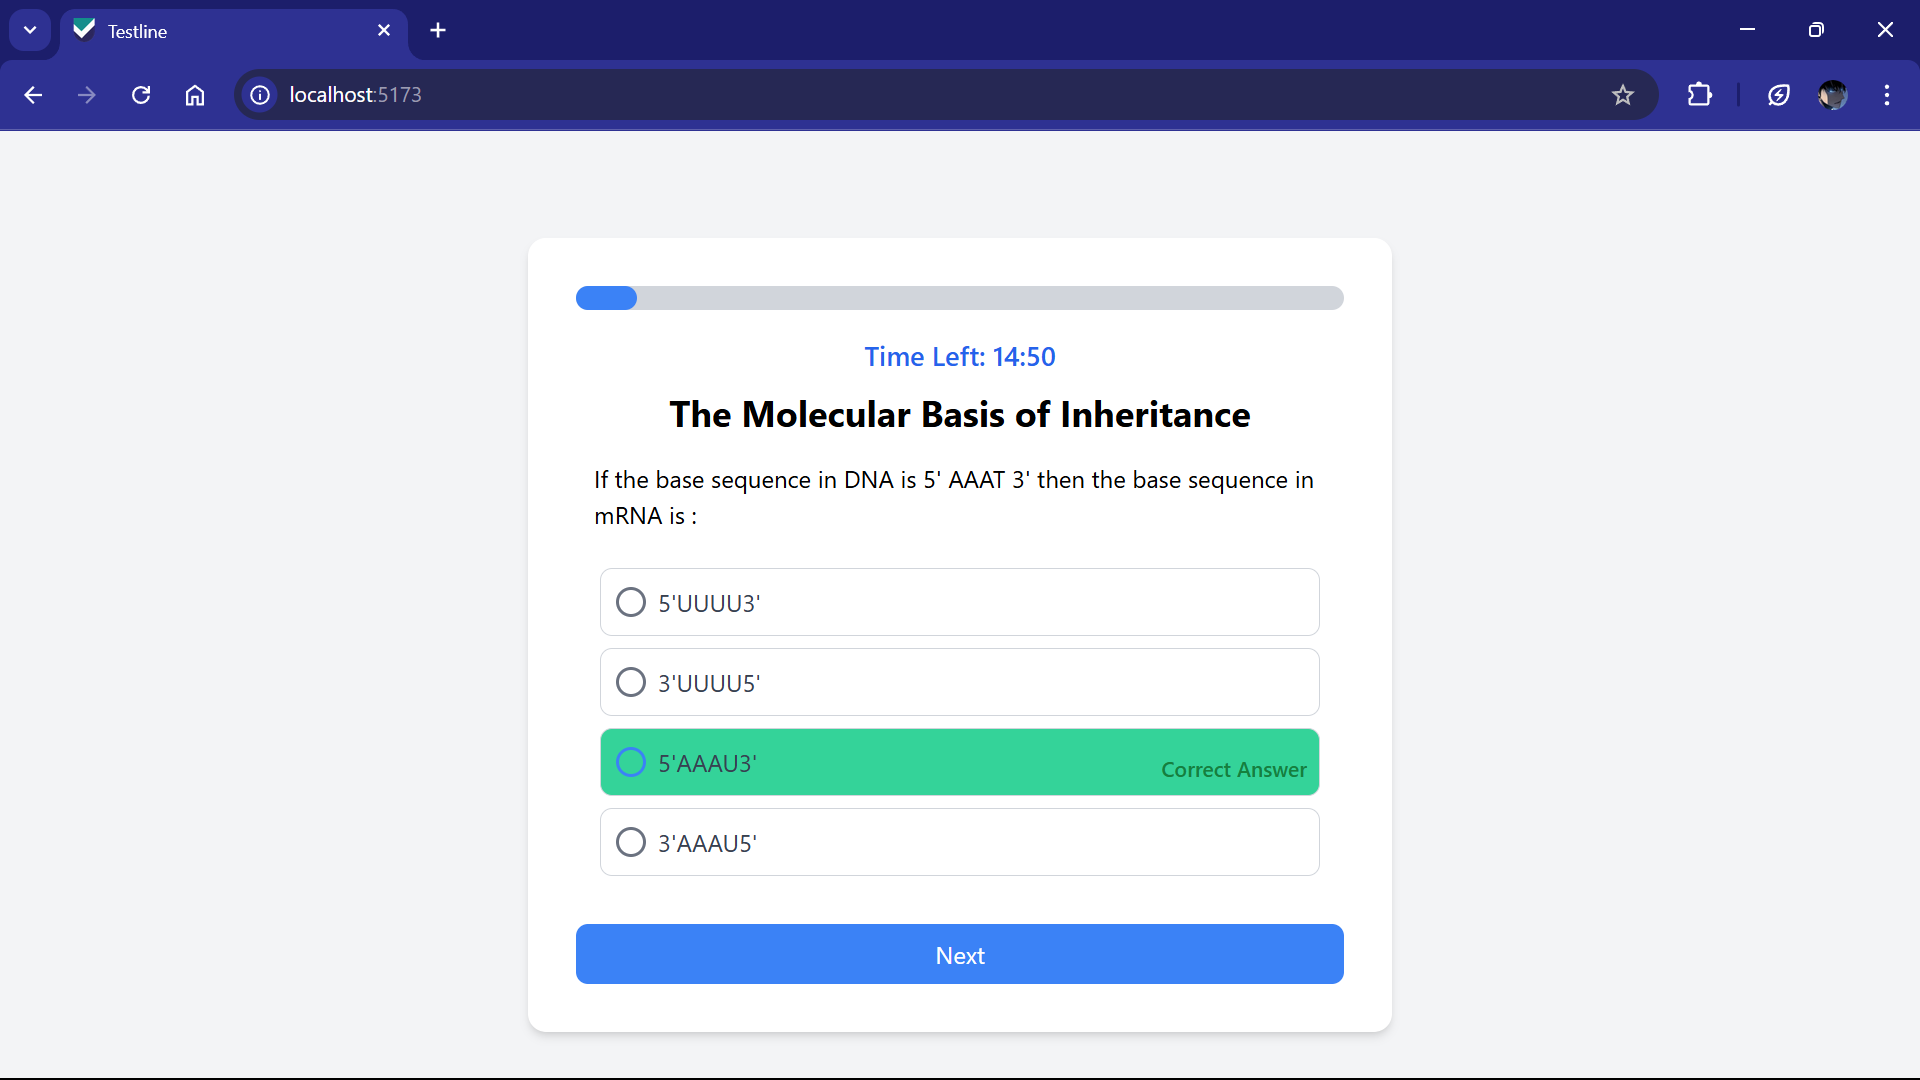 Testline
localhost:5173
Time Left: 14:50
The Molecular Basis of Inheritance
If the base sequence in DNA is 5' AAAT 3' then the base sequence in
mRNA is :
5'UUUU3'
3'UUUU5'
5'AAAU3'
Correct Answer
3'AAAU5'
Next